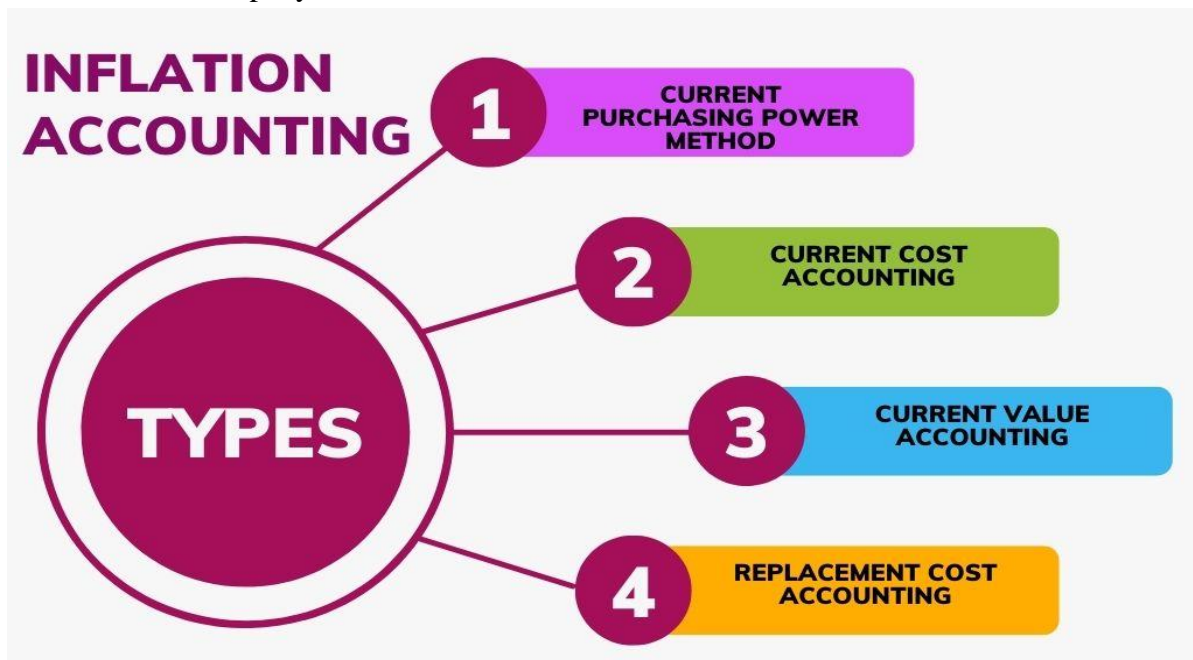 INFLATION
ACCOUNTING
1
CURRENT
PURCHASING POWER
METHOD
2
CURRENT COST
ACCOUNTING
TYPES
3
CURRENT VALUE
ACCOUNTING
4
REPLACEMENT COST
ACCOUNTING